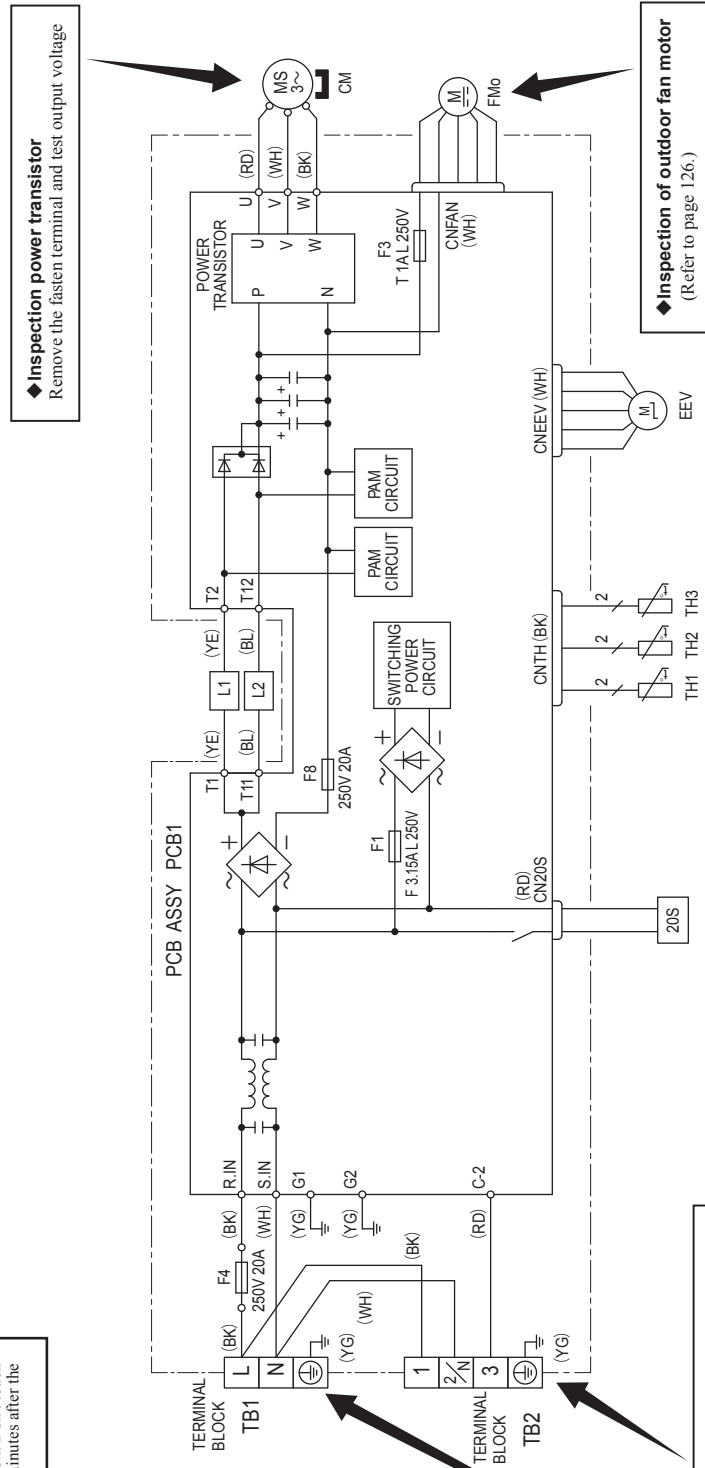 ◆Inspection power transistor
Remove the fasten terminal and test output voltage
◆Inspection of outdoor fan motor
(Refer to page 126.)
minutes after the
PCB ASSY PCB1
TERMINAL
BLOCK
TB1
L
N
(YG)
(BK)
F4
250V 20A
(BK)
(WH)
R.IN
S.IN
(YG)
G1
(YG)
G2
(RD)
C-2
(BK)
(WH)
TERMINAL
BLOCK
TB2
1
2/N
3
(YG)
~
+
~
−
T1
T11
(YE)
(BL)
L1
L2
(YE)
(BL)
T2
T12
F8
250V 20A
F1
F 3.15A L 250V
~
+
~
−
SWITCHING
POWER
CIRCUIT
PAM
CIRCUIT
PAM
CIRCUIT
+
+
+
POWER
TRANSISTOR
P
N
U
V
W
U
V
W
(RD)
(WH)
(BK)
MS
3~
CM
F3
T 1A L 250V
CNFAN
(WH)
M
FMo
(RD)
CN20S
20S
CNTH (BK)
2
2
2
TH1
TH2
TH3
CNEEV (WH)
M
EEV